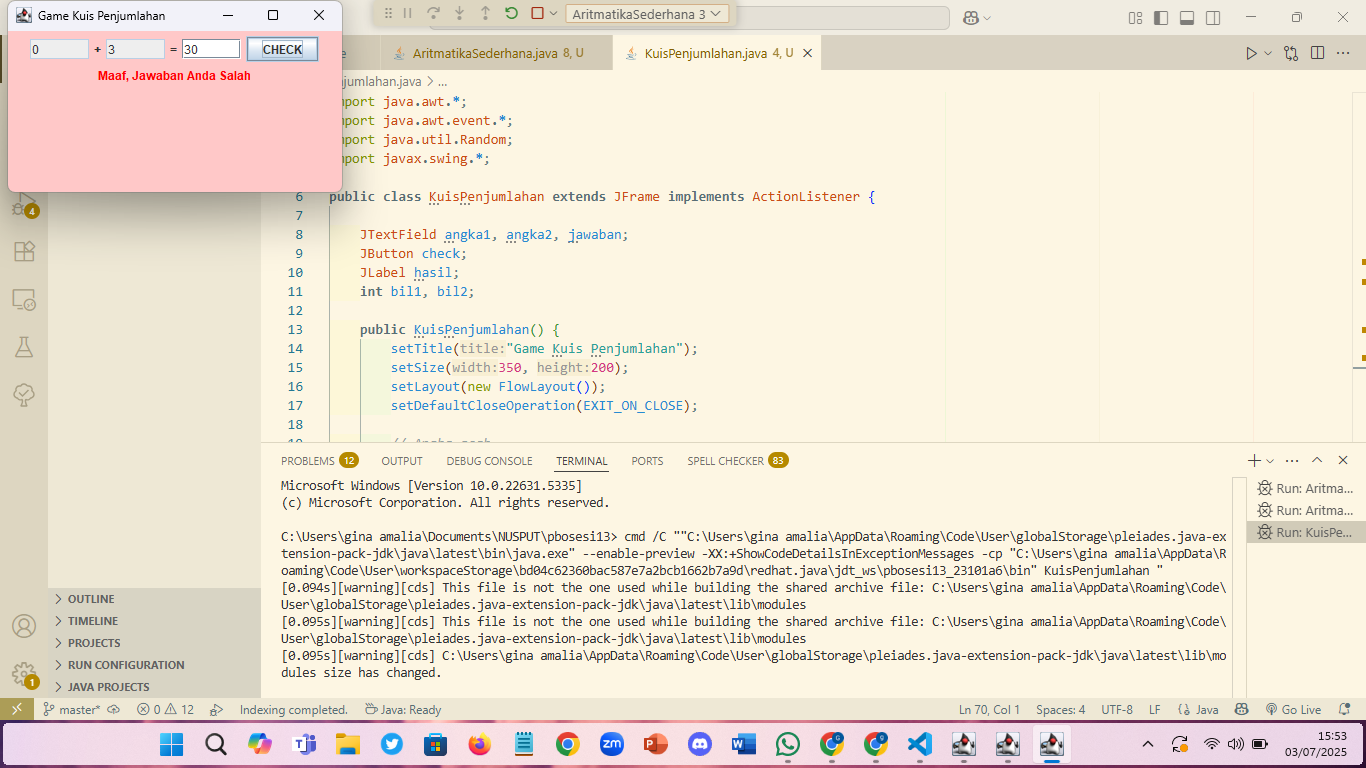 Game Kuis Penjumlahan
0 + 3 = 30 CHECK
Maaf, Jawaban Anda Salah
AritmatikaSederhana 3
AritmatikaSederhana.java 8, U
KuisPenjumlahan.java 4, U
njumlahan.java > ...
mport java.awt.*;
mport java.awt.event.*;
mport java.util.Random;
mport javax.swing.*;
6 public class KuisPenjumlahan extends JFrame implements ActionListener {
7
8 JTextField angka1, angka2, jawaban;
9 JButton check;
10 JLabel hasil;
11 int bil1, bil2;
12
13 public KuisPenjumlahan() {
14 setTitle(title:"Game Kuis Penjumlahan");
15 setSize(width:350, height:200);
16 setLayout(new FlowLayout());
17 setDefaultCloseOperation(EXIT_ON_CLOSE);
18
4
PROBLEMS 12 OUTPUT DEBUG CONSOLE TERMINAL PORTS SPELL CHECKER 83
Microsoft Windows [Version 10.0.22631.5335]
(c) Microsoft Corporation. All rights reserved.
C:\Users\gina amalia\Documents\NUSPUT\pbosesi13> cmd /C ""C:\Users\gina amalia\AppData\Roaming\Code\User\globalStorage\pleiades.java-ex
tension-pack-jdk\java\latest\bin\java.exe" --enable-preview -XX:+ShowCodeDetailsInExceptionMessages -cp "C:\Users\gina amalia\AppData\R
oaming\Code\User\workspaceStorage\bd04c62360bac587e7a2bcb1662b7a9d\redhat.java\jdt_ws\pbosesi13_23101a6\bin" KuisPenjumlahan "
[0.094s][warning][cds] This file is not the one used while building the shared archive file: C:\Users\gina amalia\AppData\Roaming\Code\
User\globalStorage\pleiades.java-extension-pack-jdk\java\latest\lib\modules
[0.095s][warning][cds] This file is not the one used while building the shared archive file: C:\Users\gina amalia\AppData\Roaming\Code\
User\globalStorage\pleiades.java-extension-pack-jdk\java\latest\lib\modules
[0.095s][warning][cds] C:\Users\gina amalia\AppData\Roaming\Code\User\globalStorage\pleiades.java-extension-pack-jdk\java\latest\lib\mo
dules size has changed.
Run: Aritma...
Run: Aritma...
Run: KuisPe...
OUTLINE
TIMELINE
PROJECTS
RUN CONFIGURATION
JAVA PROJECTS
1
master* 0 12 Indexing completed. Java: Ready Ln 70, Col 1 Spaces: 4 UTF-8 LF Java Go Live
15:53
03/07/2025